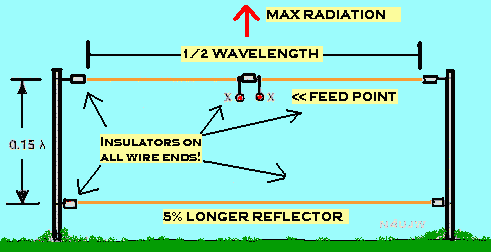 MAX RADIATION
1/2 WAVELENGTH
X X
<< FEED POINT
0.15 λ
INSULATORS ON
ALL WIRE ENDS!
5% LONGER REFLECTOR